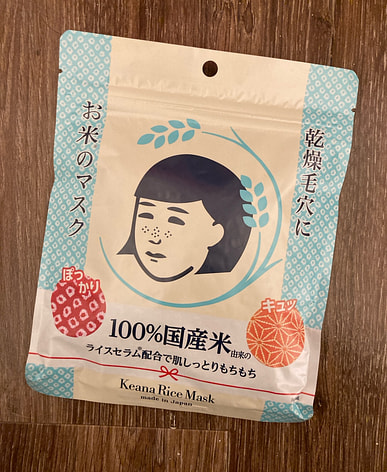 乾燥毛穴に
お米のマスク
ぽっ
かり
キュッ
100%国産米由来の
ライスセラム配合で肌しっとりもちもち
Keana Rice Mask
made in Japan